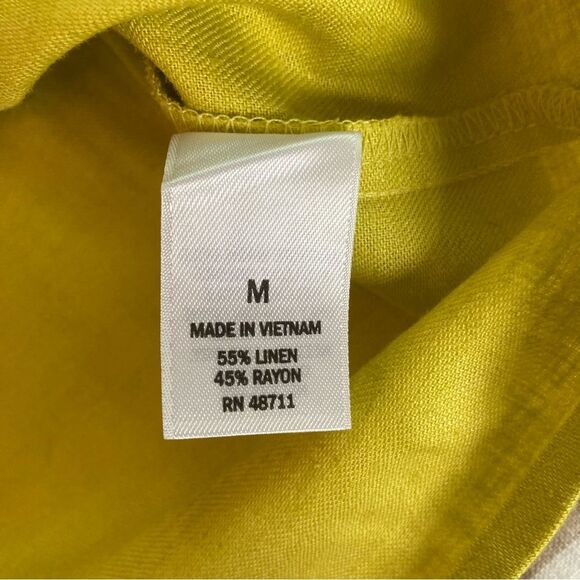 M
MADE IN VIETNAM
55% LINEN
45% RAYON
RN 48711